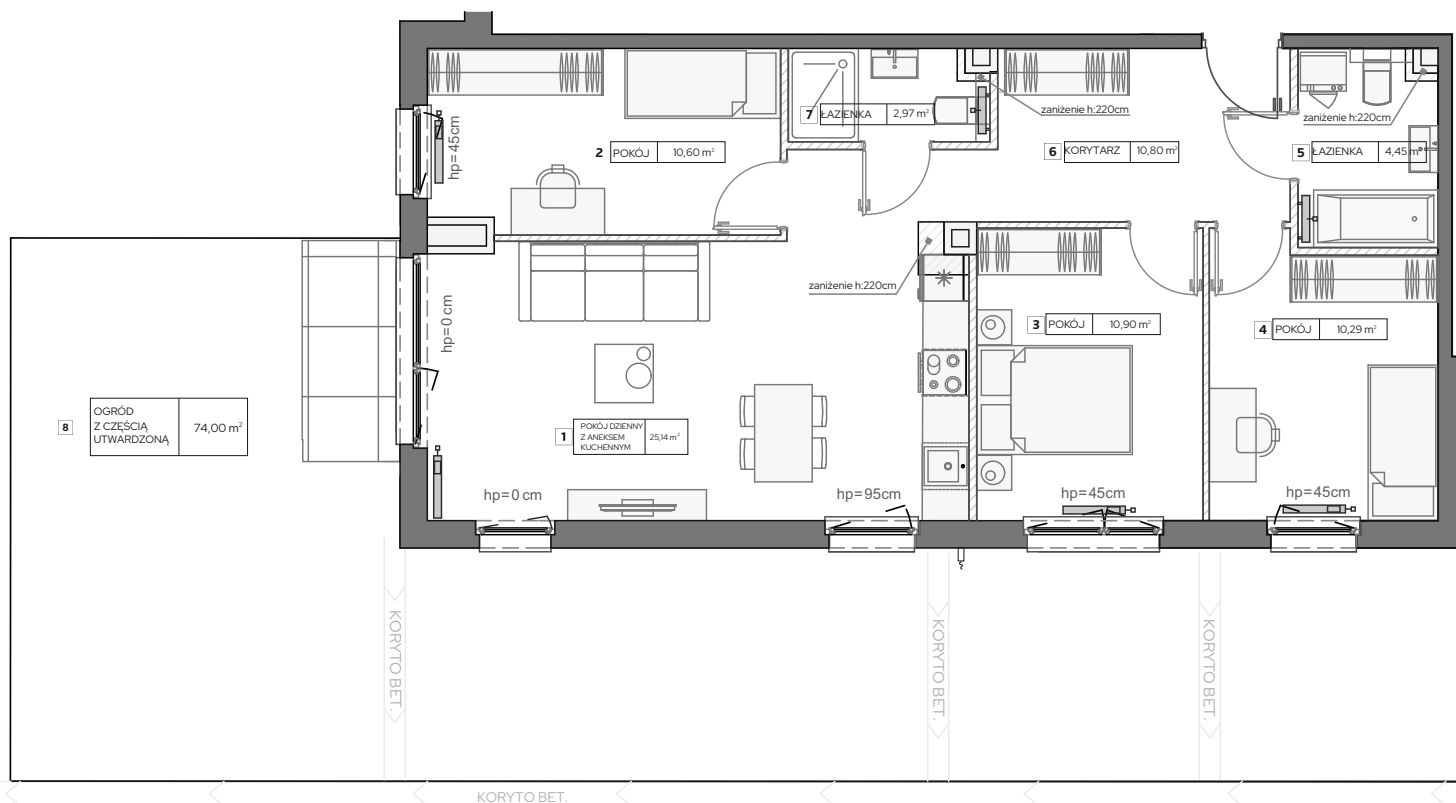 zaniżenie h:220cm
zaniżenie h:220cm
7 ŁAZIENKA 2,97 m²
hp=45cm
2 POKÓJ 10,60 m²
6 KORYTARZ 10,80 m²
5 ŁAZIENKA 4,45 m²
zaniżenie h:220cm
hp=0 cm
3 POKÓJ 10,90 m²
4 POKÓJ 10,29 m²
8 OGRÓD
Z CZĘŚCIĄ
UTWARDZONĄ
74,00 m²
1 POKÓJ DZIENNY
Z ANEKSEM
KUCHENNYM
25,14 m²
hp=0 cm
hp=95cm
hp=45cm
hp=45cm
KORYTO BET.
KORYTO BET.
KORYTO BET.
KORYTO BET.